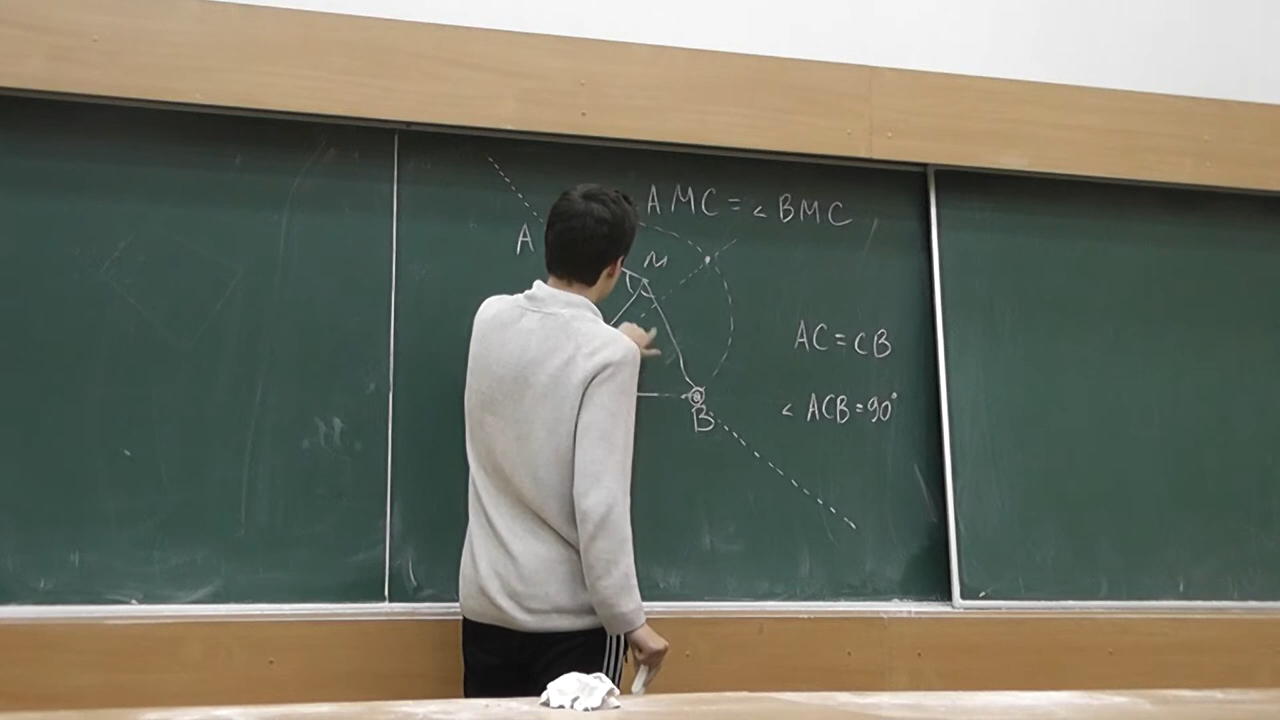 AMC = ∠ BMC
A
M
AC = CB
∠ ACB = 90°
B